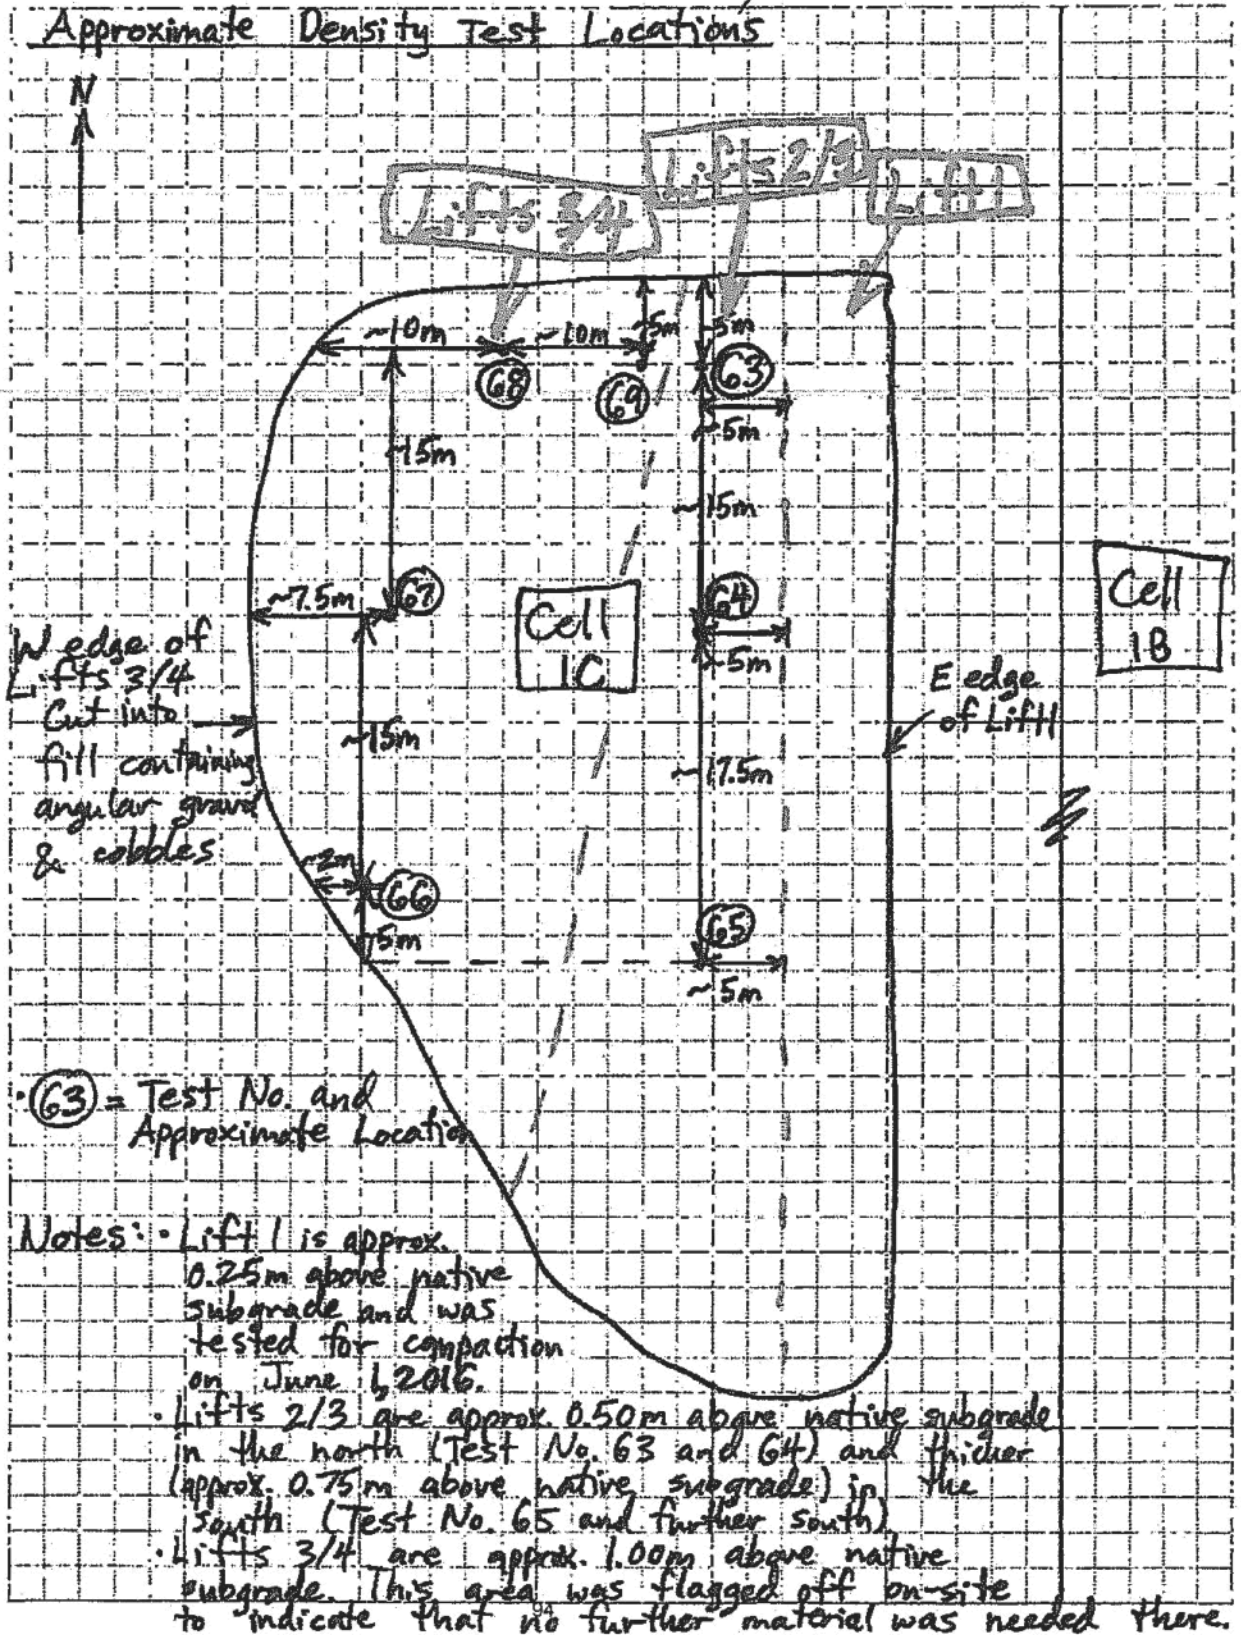 Approximate Density Test Locations
N
Lifts 3/4
Lifts 2/3
Lift 1
~10m
~10m
~5m
~5m
68
69
63
~5m
~15m
~15m
~7.5m
67
64
~5m
Cell
1C
Cell
1B
W edge of
Lifts 3/4
Cut into
fill containing
angular gravel
& cobbles
E edge
of Lift 1
~15m
~17.5m
~2m
66
~5m
65
~5m
·63 = Test No. and
Approximate Location
Notes: · Lift 1 is approx.
0.25m above native
subgrade and was
tested for compaction
on June 1, 2016.
· Lifts 2/3 are approx. 0.50m above native subgrade
in the north (Test No. 63 and 64) and thicker
(approx. 0.75m above native subgrade) in the
south (Test No. 65 and further south).
· Lifts 3/4 are approx. 1.00m above native
subgrade. This area was flagged off on-site
to indicate that no further material was needed there.
94